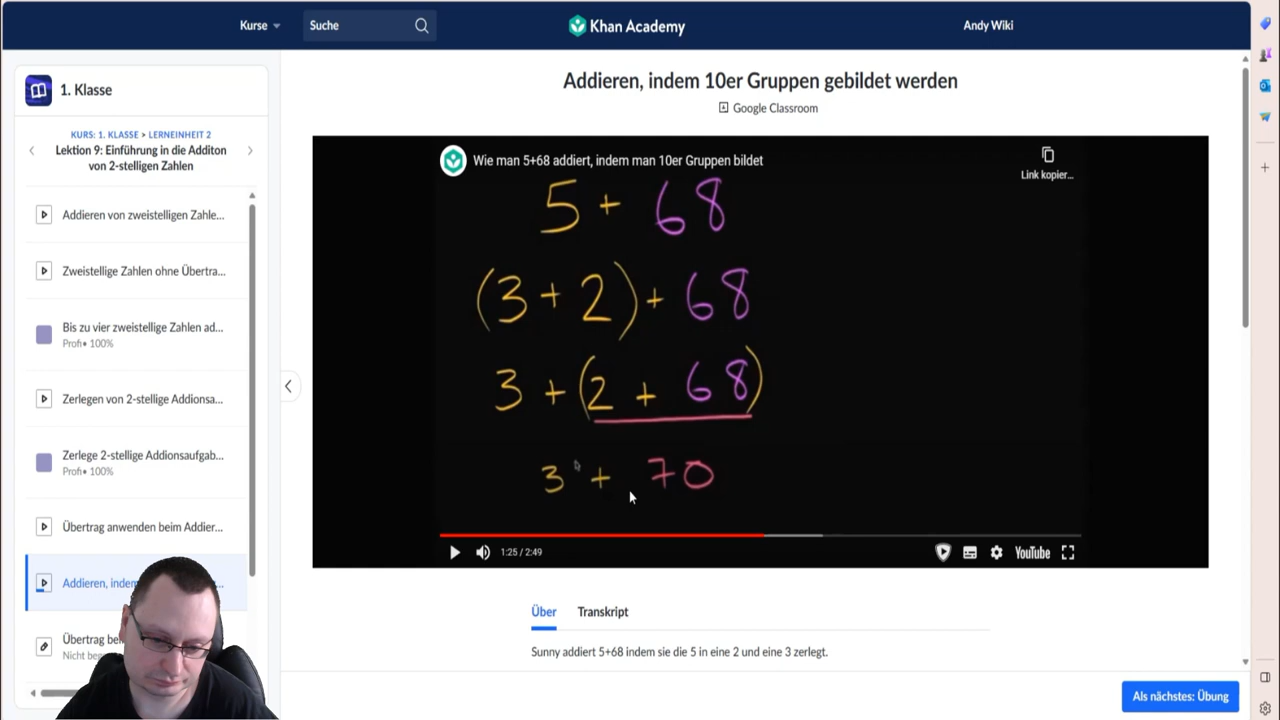 Kurse
Suche
Khan Academy
Andy Wiki
1. Klasse
KURS: 1. KLASSE > LERNEINHEIT 2
Lektion 9: Einführung in die Additon
von 2-stelligen Zahlen
Addieren von zweistelligen Zahle...
Zweistellige Zahlen ohne Übertra...
Bis zu vier zweistellige Zahlen ad...
Profi• 100%
Zerlegen von 2-stellige Addionsa...
Zerlege 2-stellige Addionsaufgab...
Profi• 100%
Übertrag anwenden beim Addier...
Addieren, indem
Übertrag bei
Nicht
Addieren, indem 10er Gruppen gebildet werden
Google Classroom
Wie man 5+68 addiert, indem man 10er Gruppen bildet
Link kopier...
5 + 68
(3 + 2) + 68
3 + (2 + 68)
3 + 70
1:25 / 2:49
YouTube
Über
Transkript
Sunny addiert 5+68 indem sie die 5 in eine 2 und eine 3 zerlegt.
Als nächstes: Übung